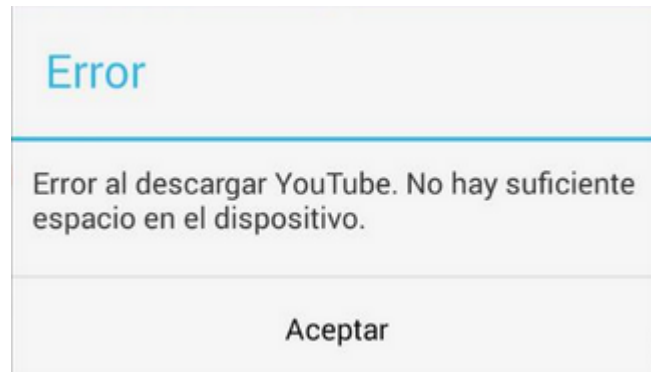 Error
Error al descargar YouTube. No hay suficiente
espacio en el dispositivo.
Aceptar